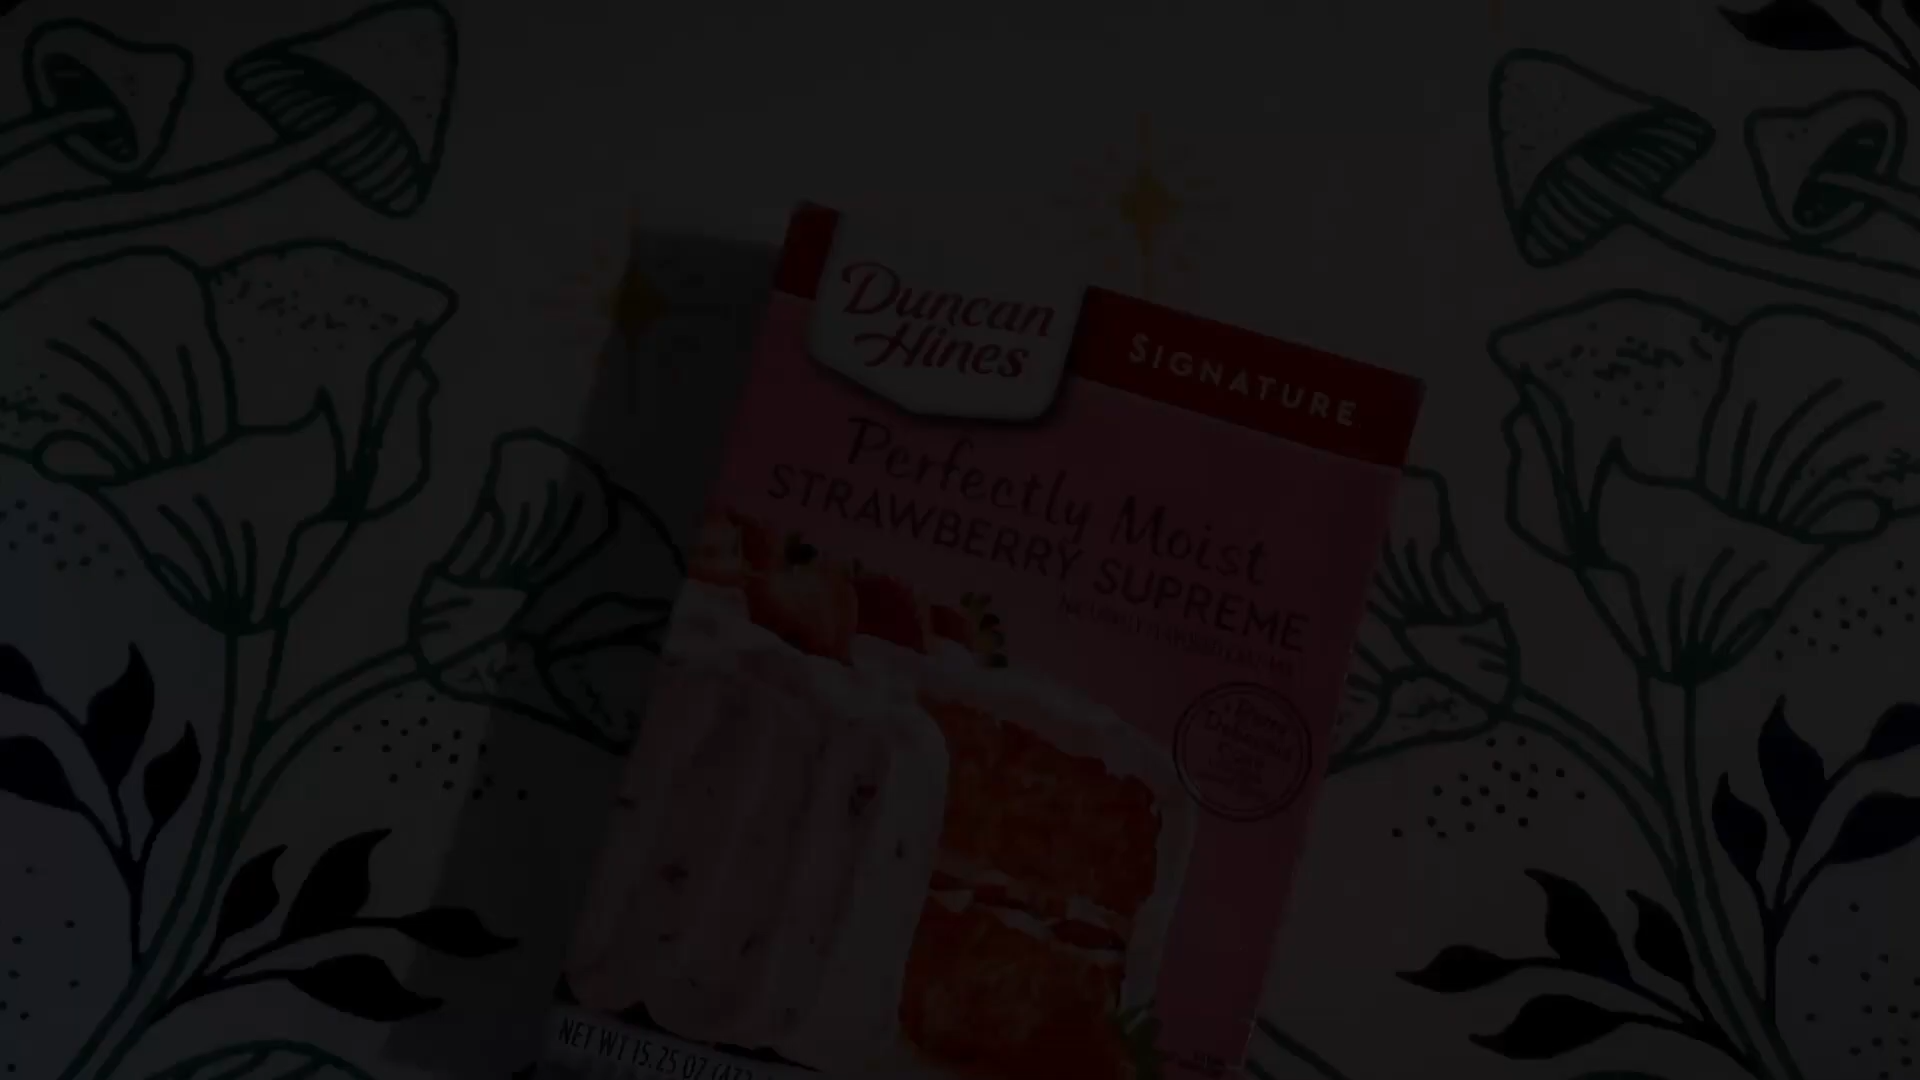 Duncan
Hines
SIGNATURE
Perfectly Moist
STRAWBERRY SUPREME
NET WT 15.25 OZ